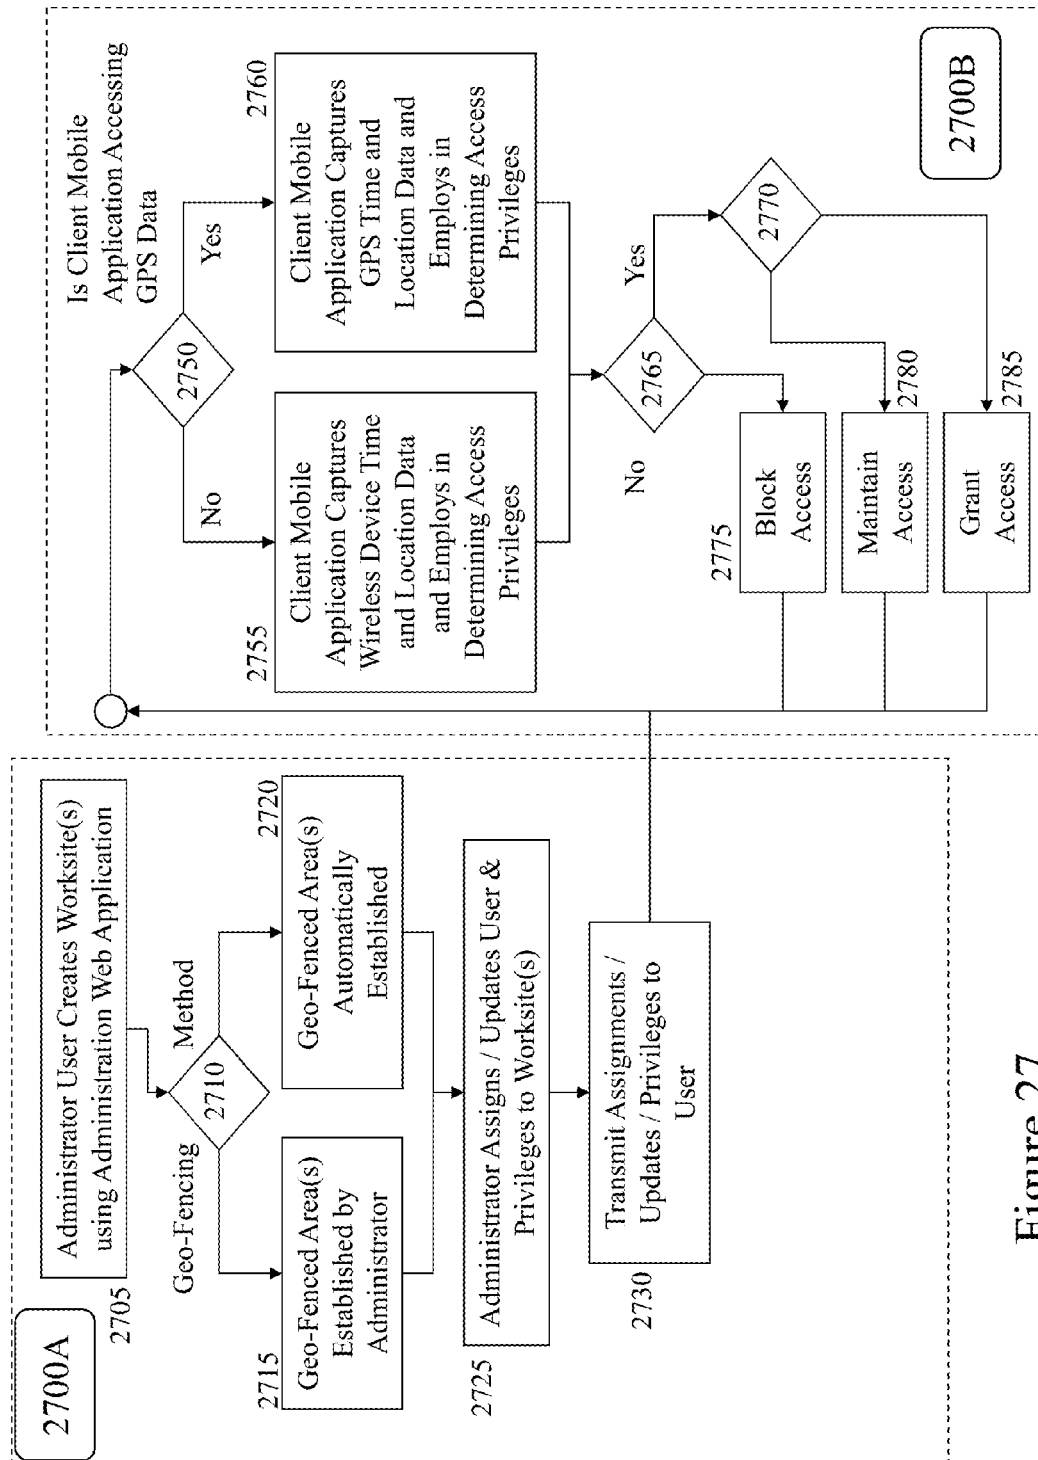 2700A
2705
Administrator User Creates Worksite(s)
using Administration Web Application
Geo-Fencing
Method
2710
2715
Geo-Fenced Area(s)
Established by
Administrator
2720
Geo-Fenced Area(s)
Automatically
Established
2725
Administrator Assigns / Updates User &
Privileges to Worksite(s)
2730
Transmit Assignments /
Updates / Privileges to
User
Is Client Mobile
Application Accessing
GPS Data
2750
No
Yes
2755
Client Mobile
Application Captures
Wireless Device Time
and Location Data
and Employs in
Determining Access
Privileges
2760
Client Mobile
Application Captures
GPS Time and
Location Data and
Employs in
Determining Access
Privileges
2765
No
Yes
2770
2775
Block
Access
2780
Maintain
Access
2785
Grant
Access
2700B
Figure 27